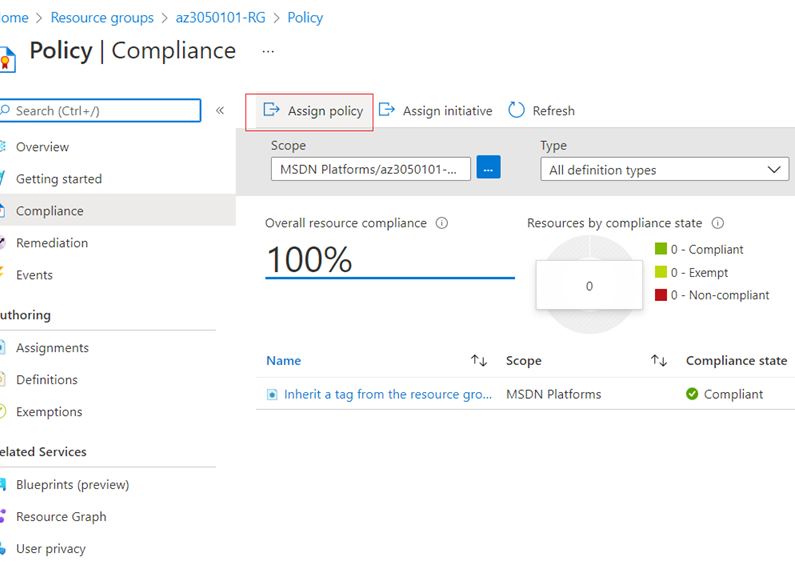 ome > Resource groups > az3050101-RG > Policy
Policy | Compliance ...
Search (Ctrl+/)
«
Assign policy
Assign initiative
Refresh
Overview
Getting started
Compliance
Remediation
Events
uthoring
Assignments
Definitions
Exemptions
elated Services
Blueprints (preview)
Resource Graph
User privacy
Scope
MSDN Platforms/az3050101-...
...
Type
All definition types
Overall resource compliance
100%
Resources by compliance state
0
0 - Compliant
0 - Exempt
0 - Non-compliant
Name Scope Compliance state
Inherit a tag from the resource gro... MSDN Platforms Compliant